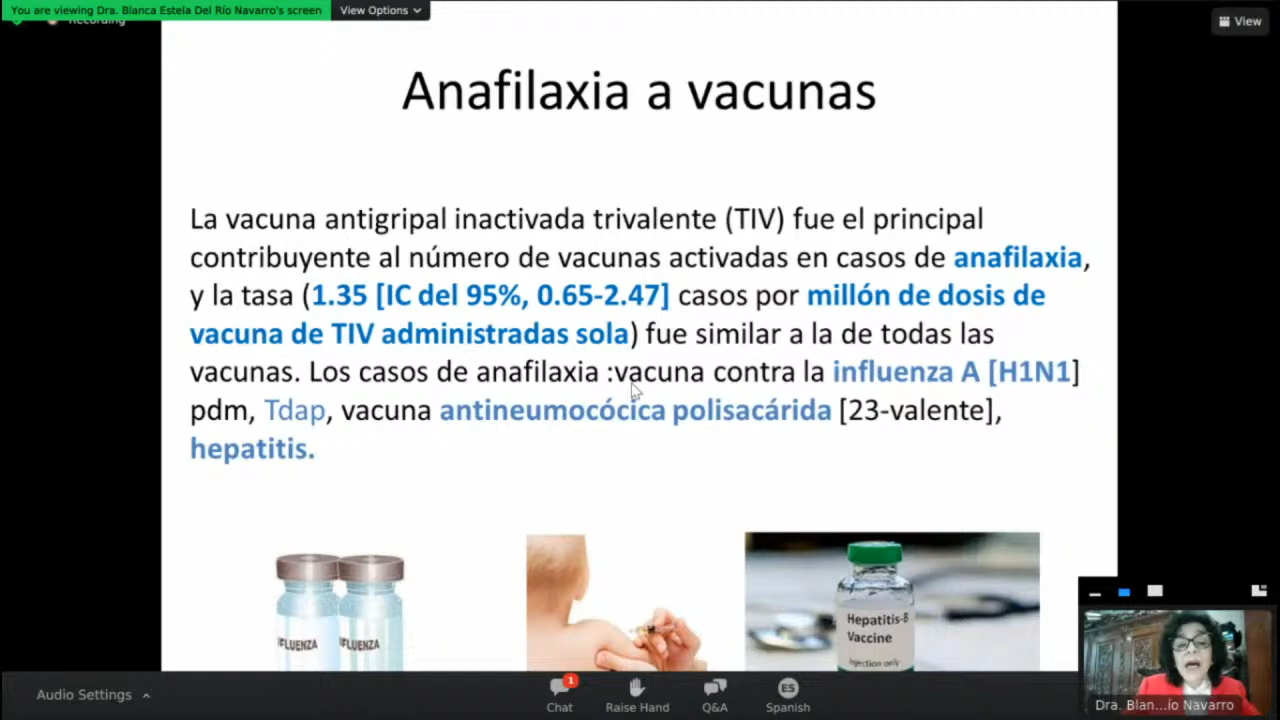 You are viewing Dra. Blanca Estela Del Río Navarro's screen
View Options
Recording
View
Anafilaxia a vacunas
La vacuna antigripal inactivada trivalente (TIV) fue el principal
contribuyente al número de vacunas activadas en casos de anafilaxia,
y la tasa (1.35 [IC del 95%, 0.65-2.47] casos por millón de dosis de
vacuna de TIV administradas sola) fue similar a la de todas las
vacunas. Los casos de anafilaxia :vacuna contra la influenza A [H1N1]
pdm, Tdap, vacuna antineumocócica polisacárida [23-valente],
hepatitis.
NFLUENZA
NFLUENZA
Hepatitis-B
Vaccine
Injection only
Audio Settings
1
Chat
Raise Hand
Q&A
ES
Spanish
Dra. Blan...ío Navarro